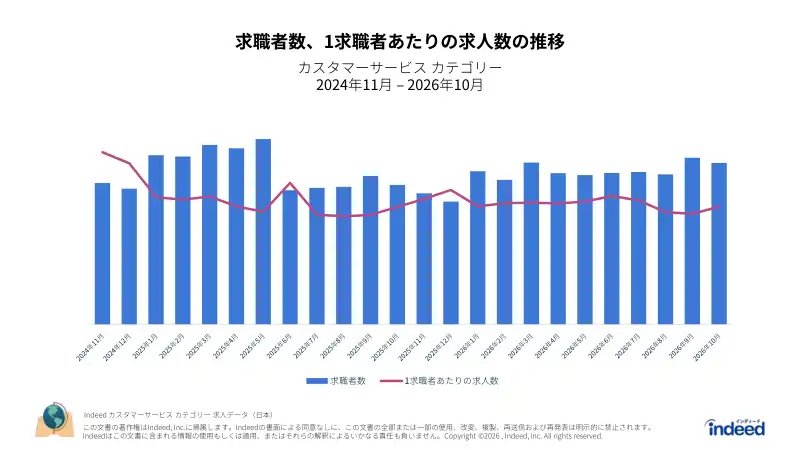 求職者数、1求職者あたりの求人数の推移
カスタマーサービス カテゴリー
2024年11月 – 2026年10月
2024年11月
2024年12月
2025年1月
2025年2月
2025年3月
2025年4月
2025年5月
2025年6月
2025年7月
2025年8月
2025年9月
2025年10月
2025年11月
2025年12月
2026年1月
2026年2月
2026年3月
2026年4月
2026年5月
2026年6月
2026年7月
2026年8月
2026年9月
2026年10月
求職者数
1求職者あたりの求人数
Indeed カスタマーサービス カテゴリー 求人データ（日本）
この文書の著作権はIndeed, Inc.に帰属します。Indeedの書面による同意なしに、この文書の全部または一部の使用、改変、複製、再送信および再発表は明示的に禁止されます。
Indeedはこの文書に含まれる情報の使用もしくは適用、またはそれらの解釈によるいかなる責任も負いません。Copyright ©2026 , Indeed, Inc. All rights reserved.
インディード
indeed